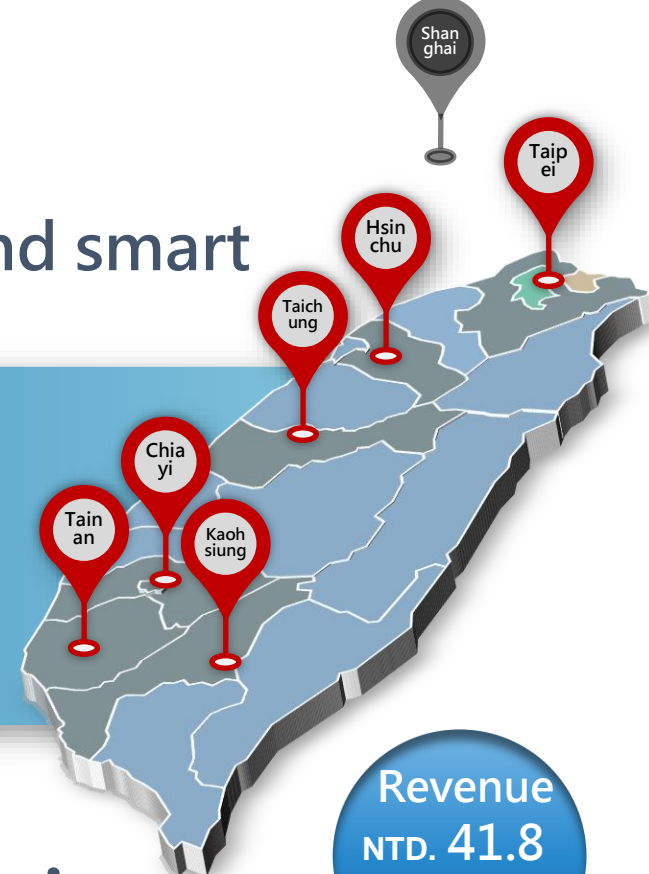 Shan
ghai
Taip
ei
Hsin
chu
nd smart
Taich
ung
Chia
yi
Tain
an
Kaoh
siung
Revenue
NTD. 41.8